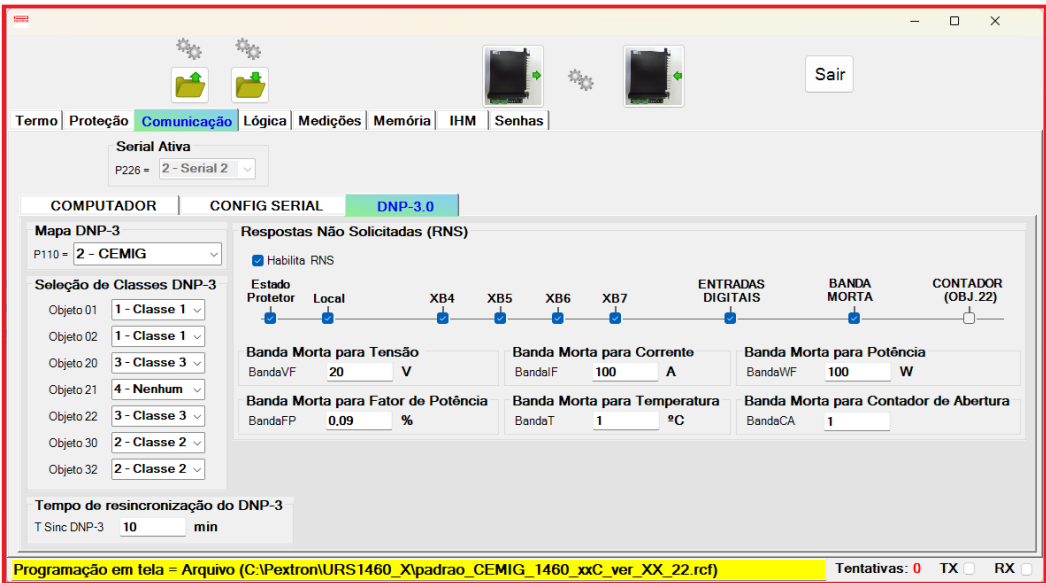 Sair
Termo Proteção Comunicação Lógica Medições Memória IHM Senhas
Serial Ativa
P226 = 2 - Serial 2
COMPUTADOR CONFIG SERIAL DNP-3.0
Mapa DNP-3
P110 = 2 - CEMIG
Seleção de Classes DNP-3
Objeto 01 1 - Classe 1
Objeto 02 1 - Classe 1
Objeto 20 3 - Classe 3
Objeto 21 4 - Nenhum
Objeto 22 3 - Classe 3
Objeto 30 2 - Classe 2
Objeto 32 2 - Classe 2
Tempo de resincronização do DNP-3
T Sinc DNP-3 10 min
Respostas Não Solicitadas (RNS)
Habilita RNS
Estado Protetor
Local
XB4
XB5
XB6
XB7
ENTRADAS DIGITAIS
BANDA MORTA
CONTADOR (OBJ.22)
Banda Morta para Tensão
BandaVF 20 V
Banda Morta para Corrente
BandaIF 100 A
Banda Morta para Potência
BandaWF 100 W
Banda Morta para Fator de Potência
BandaFP 0,09 %
Banda Morta para Temperatura
BandaT 1 ºC
Banda Morta para Contador de Abertura
BandaCA 1
Programação em tela = Arquivo (C:\Pextron\URS1460_X\padrao_CEMIG_1460_xxC_ver_XX_22.rcf)
Tentativas: 0 TX RX